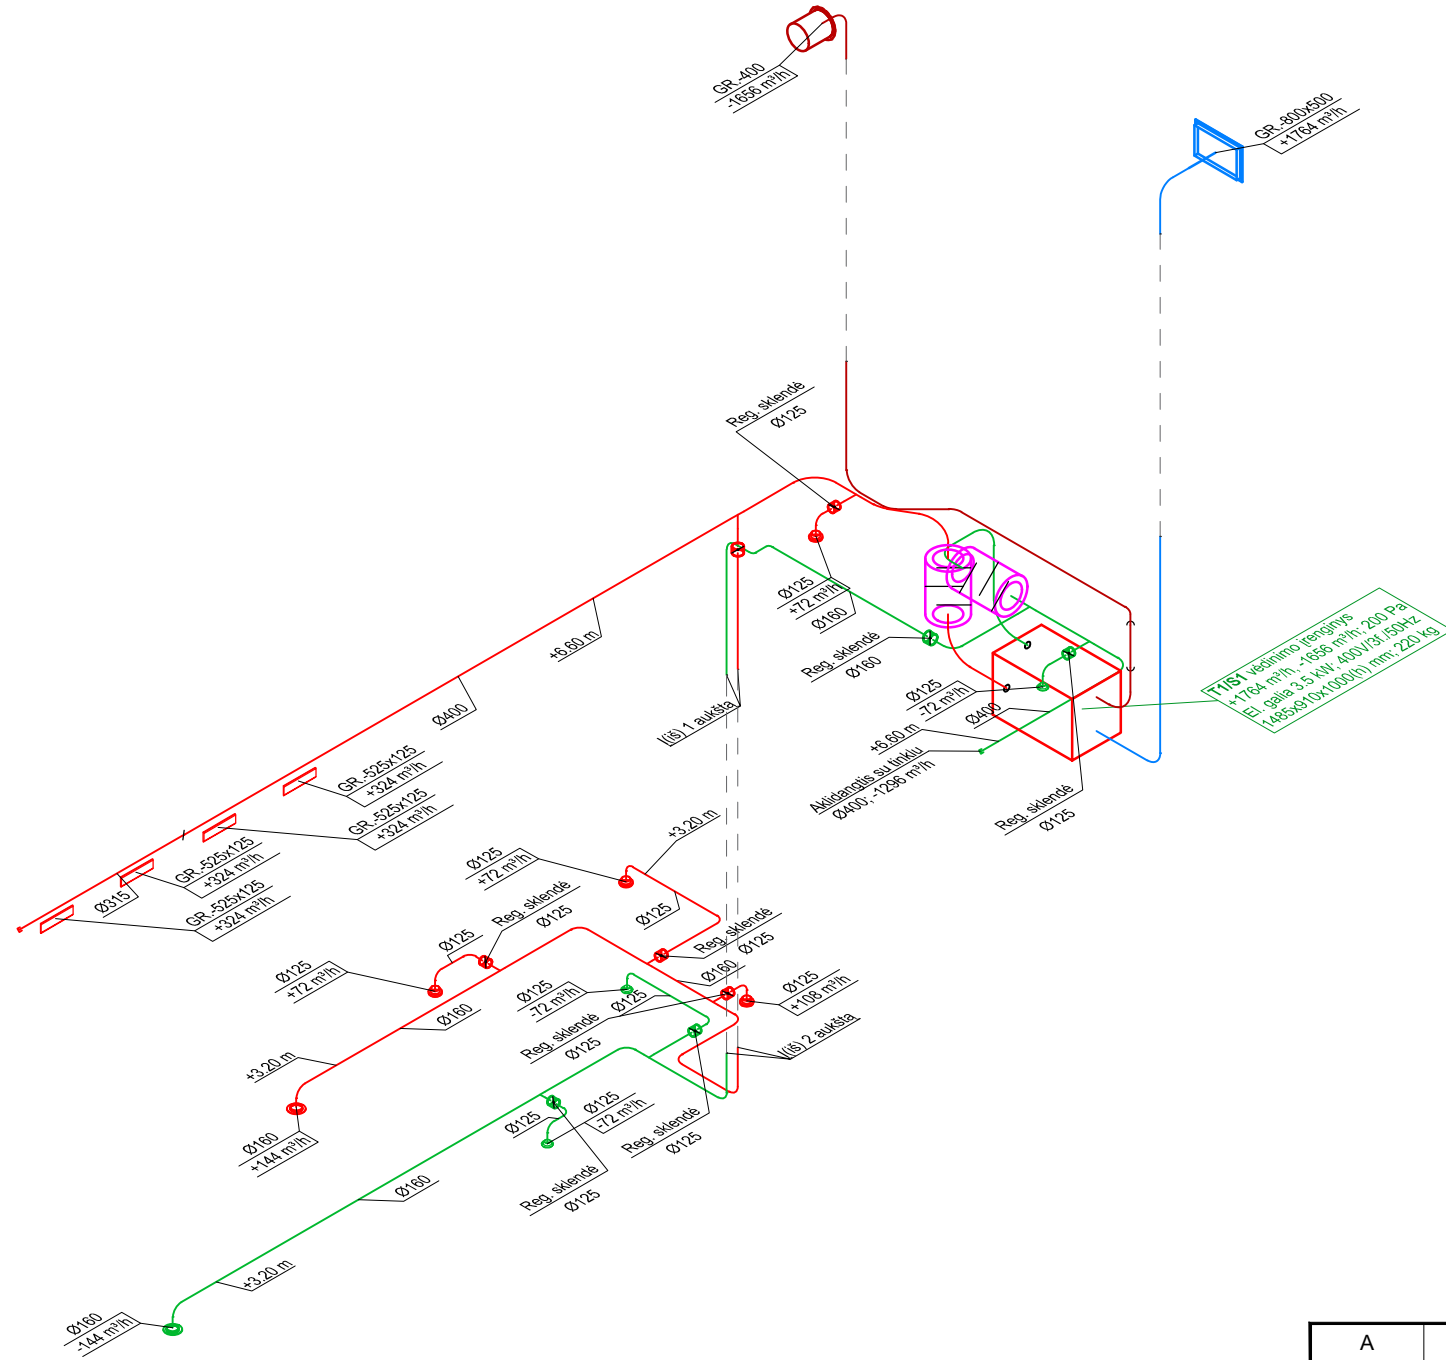 GR.-400
-1656 m³/h
GR.-800x500
+1764 m³/h
Reg. sklendė
Ø125
Ø125
+72 m³/h
Ø160
Reg. sklendė
Ø160
+6.60 m
Ø400
Į(iš) 1 aukšta
Ø125
-72 m³/h
Ø400
+6.60 m
Aklidangtis su tinklu
Ø400; -1296 m³/h
Reg. sklendė
Ø125
T1/S1 vėdinimo įrenginys
+1764 m³/h, -1656 m³/h; 200 Pa
El. galia 3.5 kW; 400V/3f./50HZ
1485x910x1000(h) mm; 220 kg
GR.-525x125
+324 m³/h
GR.-525x125
+324 m³/h
GR.-525x125
+324 m³/h
GR.-525x125
+324 m³/h
Ø315
+3.20 m
Ø125
+72 m³/h
Reg. sklendė
Ø125
Ø125
Ø125
Reg. sklendė
Ø125
Ø160
Ø125
+72 m³/h
Ø125
-72 m³/h
Ø125
Ø125
+108 m³/h
Reg. sklendė
Ø125
Į(iš) 2 aukšta
Ø160
+3.20 m
Ø160
+144 m³/h
Ø125
Ø125
-72 m³/h
Reg. sklendė
Ø125
Reg. sklendė
Ø125
Ø160
+3.20 m
Ø160
-144 m³/h
A